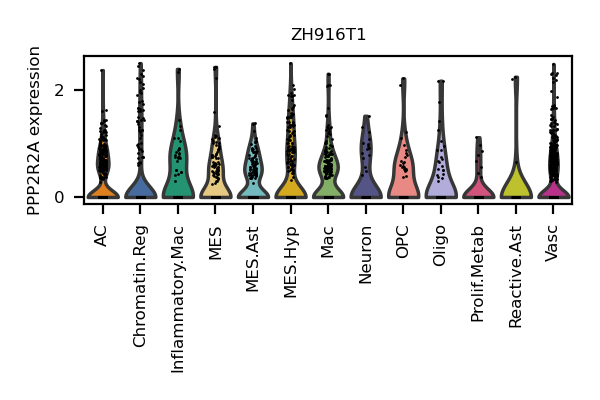 ZH916T1
PPP2R2A expression
2
0
AC
Chromatin.Reg
Inflammatory.Mac
MES
MES.Ast
MES.Hyp
Mac
Neuron
OPC
Oligo
Prolif.Metab
Reactive.Ast
Vasc